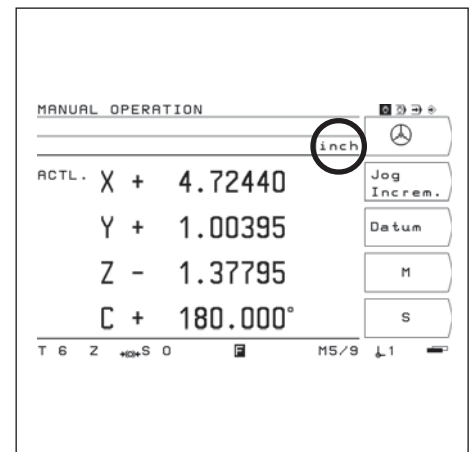 MANUAL OPERATION
inch
Jog
Increm.
ACTL. X + 4.72440
Y + 1.00395
Datum
Z - 1.37795
M
C + 180.000°
S
T 6 Z S 0 F M5/9 1